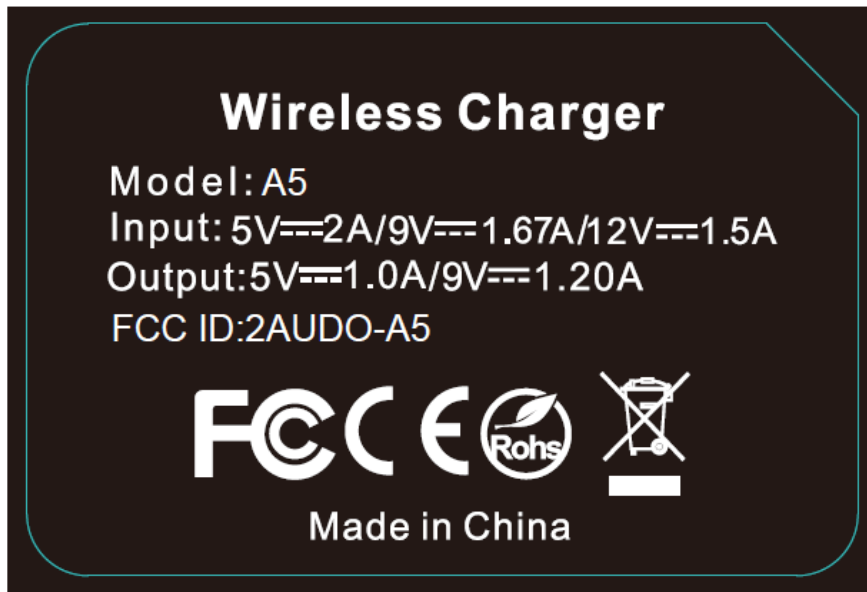 Wireless Charger
Model: A5
Input: 5V⎓2A/9V⎓1.67A/12V⎓1.5A
Output:5V⎓1.0A/9V⎓1.20A
FCC ID:2AUDO-A5
FC CE Rohs
Made in China